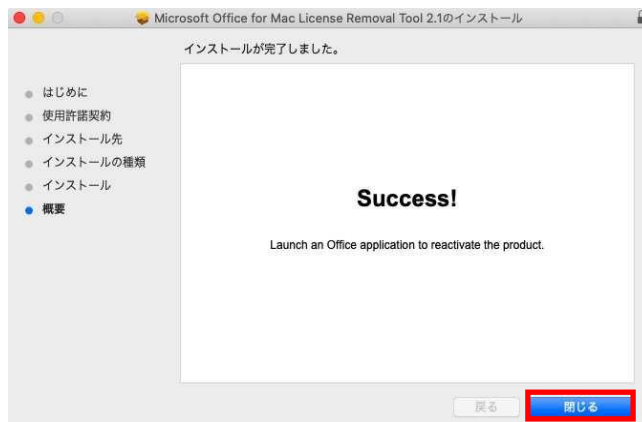 Microsoft Office for Mac License Removal Tool 2.1のインストール
インストールが完了しました。
はじめに
使用許諾契約
インストール先
インストールの種類
インストール
概要
Success!
Launch an Office application to reactivate the product.
戻る
閉じる